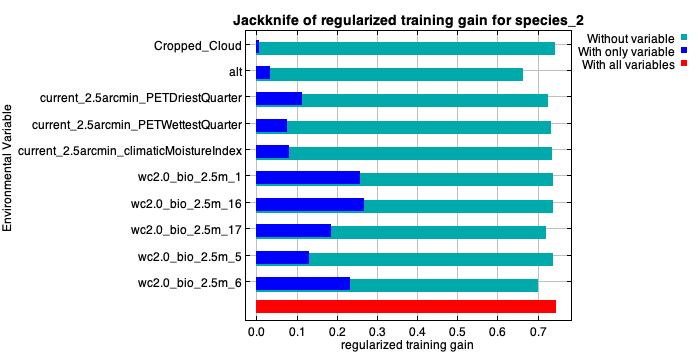 Jackknife of regularized training gain for species_2
Without variable
With only variable
With all variables
Environmental Variable
Cropped_Cloud
alt
current_2.5arcmin_PETDriestQuarter
current_2.5arcmin_PETWettestQuarter
current_2.5arcmin_climaticMoistureIndex
wc2.0_bio_2.5m_1
wc2.0_bio_2.5m_16
wc2.0_bio_2.5m_17
wc2.0_bio_2.5m_5
wc2.0_bio_2.5m_6
0.0 0.1 0.2 0.3 0.4 0.5 0.6 0.7
regularized training gain